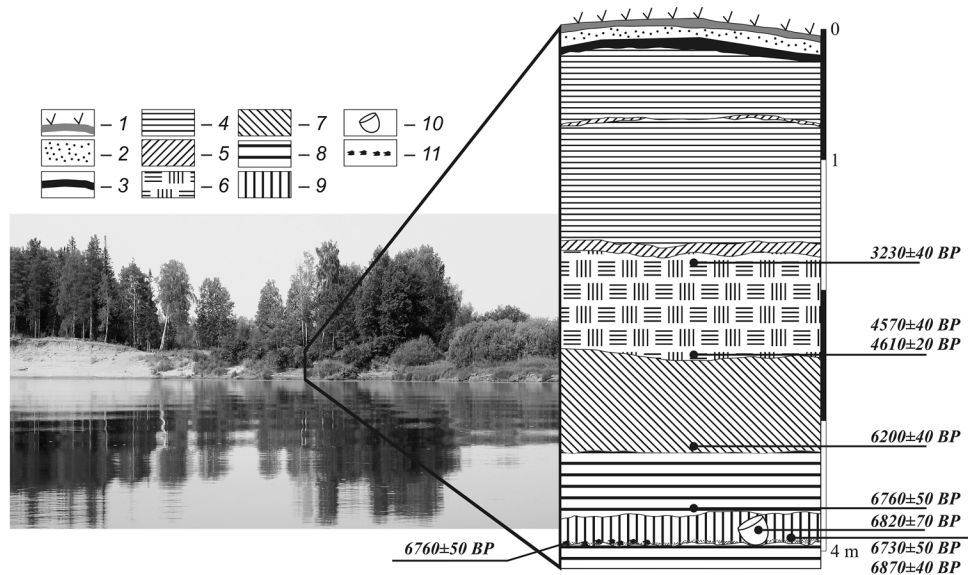 0
– 1
– 4
– 7
– 10
– 2
– 5
– 8
– 11
– 3
– 6
– 9
1
3230±40 BP
4570±40 BP
4610±20 BP
6200±40 BP
6760±50 BP
6820±70 BP
6760±50 BP
6730±50 BP
4 m
6870±40 BP